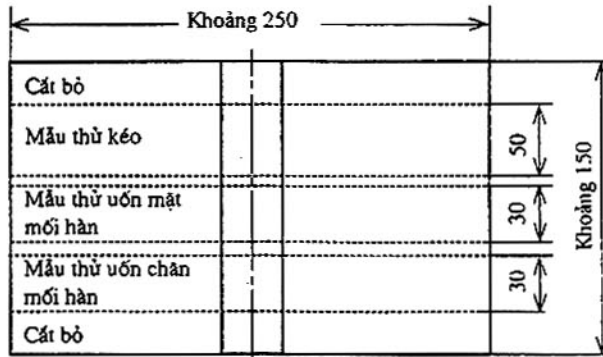 Khoảng 250
Cắt bỏ
Mẫu thử kéo
50
Mẫu thử uốn mặt
mối hàn
30
Khoảng 150
Mẫu thử uốn chân
mối hàn
30
Cắt bỏ